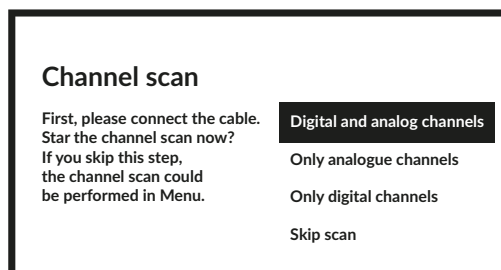 Channel scan
First, please connect the cable.
Star the channel scan now?
If you skip this step,
the channel scan could
be performed in Menu.
Digital and analog channels
Only analogue channels
Only digital channels
Skip scan